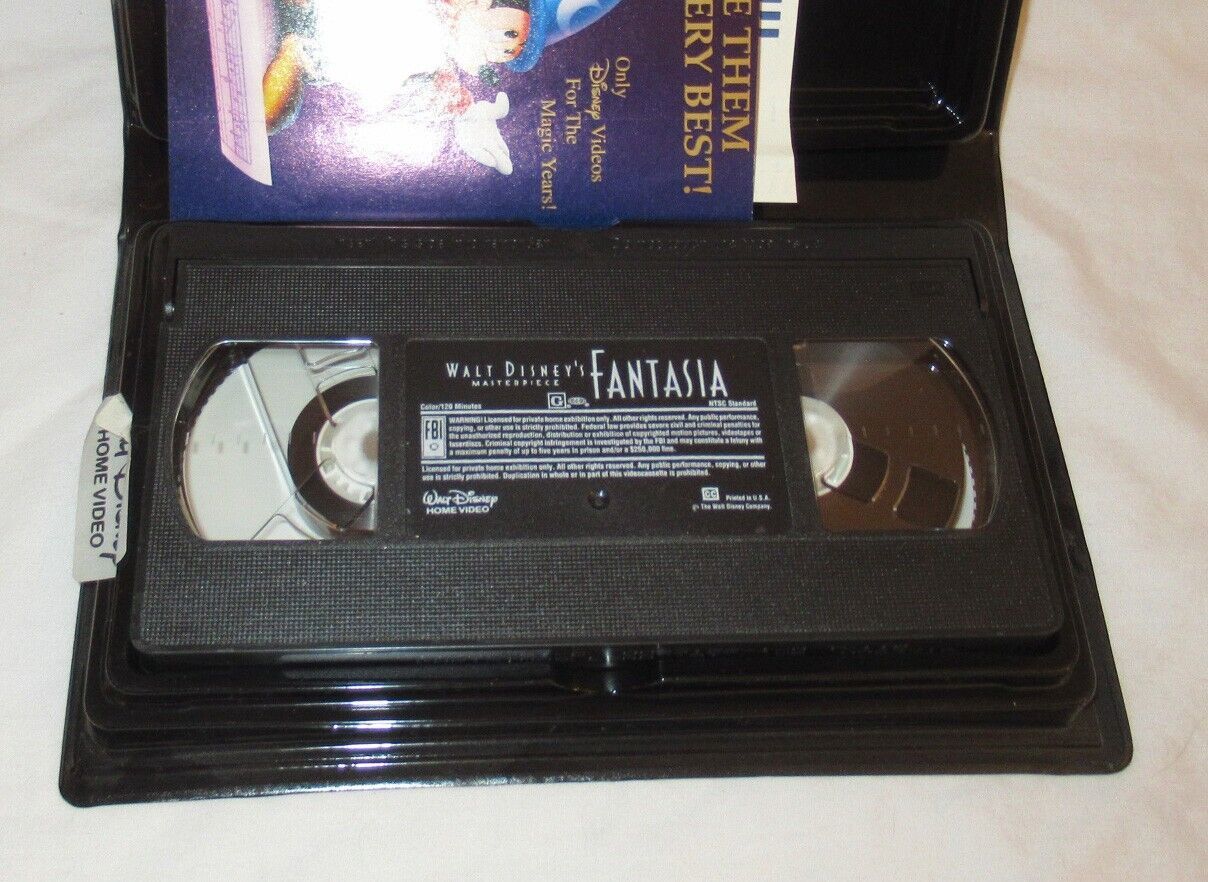 E THEM
ERY BEST!
Only
Disney Videos
For The
Magic Years!
WALT DISNEY'S
MASTERPIECE
FANTASIA
G
Color/120 Minutes
NTSC Standard
FBI
WARNING! Licensed for private home exhibition only. All other rights reserved. Any public performance,
copying, or other use is strictly prohibited. Federal law provides severe civil and criminal penalties for
the unauthorized reproduction, distribution or exhibition of copyrighted motion pictures, videotapes or
laserdiscs. Criminal copyright infringement is investigated by the FBI and may constitute a felony with
a maximum penalty of up to five years in prison and/or a $250,000 fine.
Licensed for private home exhibition only. All other rights reserved. Any public performance, copying, or other
use is strictly prohibited. Duplication in whole or in part of this videocassette is prohibited.
WALT DISNEY
HOME VIDEO
CC
Printed in U.S.A.
© The Walt Disney Company.
HOME VIDEO